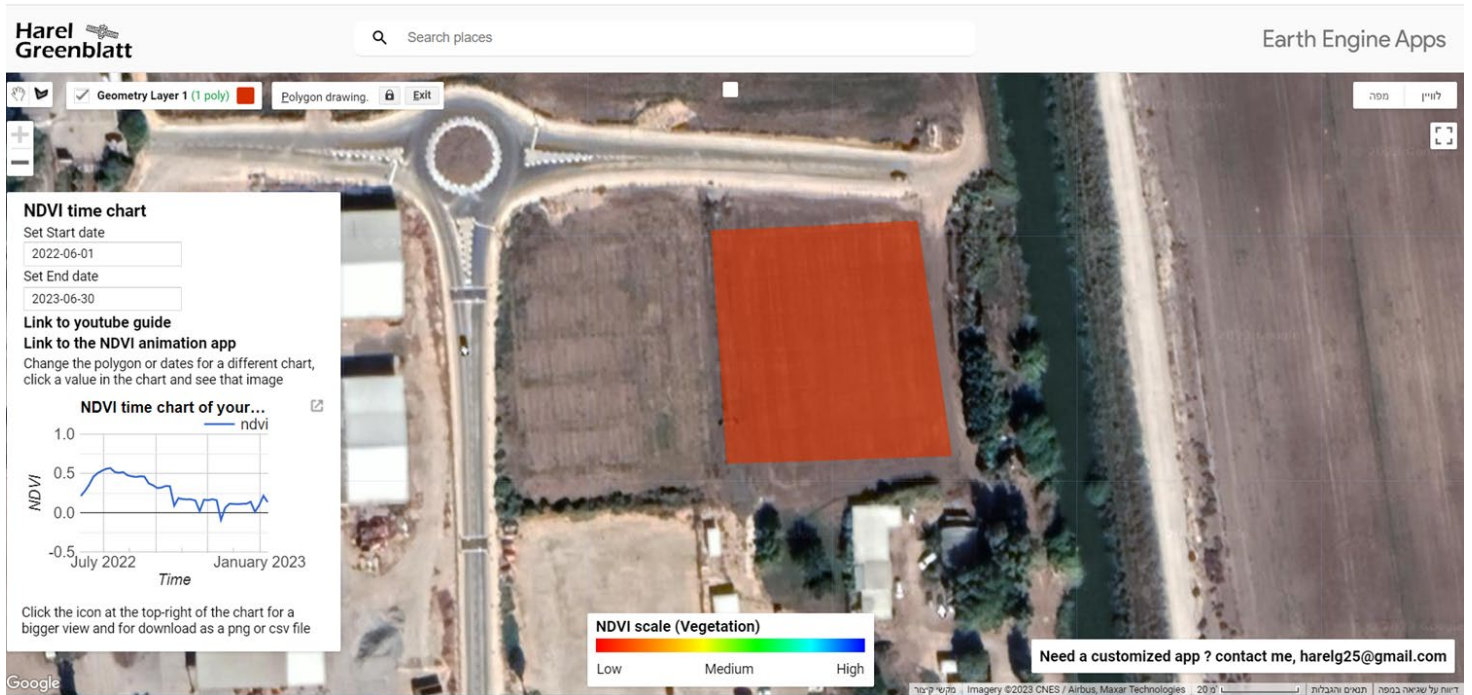 Harel
Greenblatt
Search places
Earth Engine Apps
Geometry Layer 1 (1 poly)
Polygon drawing.
Exit
מפה
לוויין
NDVI time chart
Set Start date
2022-06-01
Set End date
2023-06-30
Link to youtube guide
Link to the NDVI animation app
Change the polygon or dates for a different chart,
click a value in the chart and see that image
NDVI time chart of your…
ndvi
1.0
0.5
0.0
-0.5
NDVI
July 2022
January 2023
Time
Click the icon at the top-right of the chart for a
bigger view and for download as a png or csv file
NDVI scale (Vegetation)
Low
Medium
High
Need a customized app ? contact me, harelg25@gmail.com
Google
מקשי קיצור
Imagery ©2023 CNES / Airbus, Maxar Technologies
20 מ'
תנאים והגבלות
דיווח על שגיאה במפה